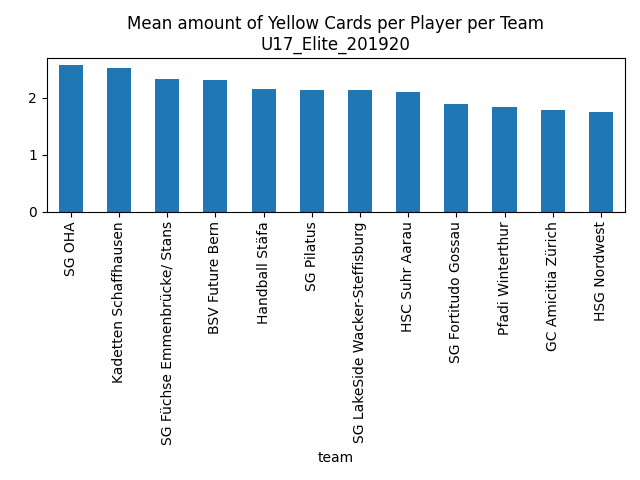 Mean amount of Yellow Cards per Player per Team
U17_Elite_201920
2
1
0
SG OHA
Kadetten Schaffhausen
SG Füchse Emmenbrücke/ Stans
BSV Future Bern
Handball Stäfa
SG Pilatus
SG LakeSide Wacker-Steffisburg
HSC Suhr Aarau
SG Fortitudo Gossau
Pfadi Winterthur
GC Amicitia Zürich
HSG Nordwest
team